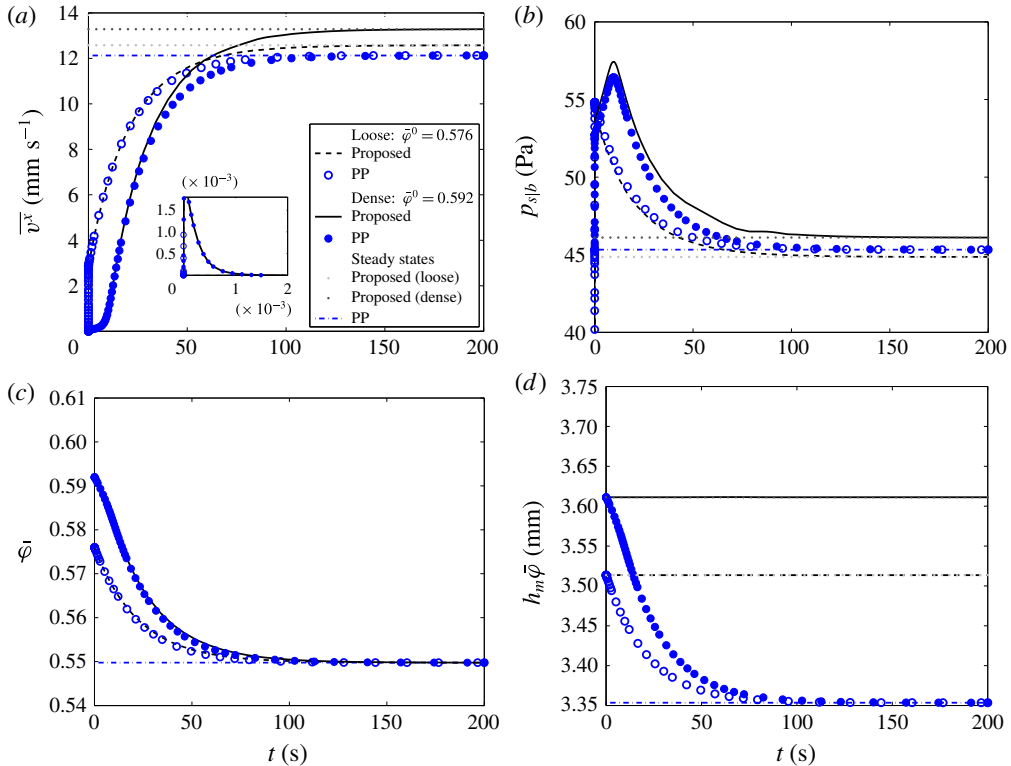 (a)
14
12
10
8
6
4
2
0
50
100
150
200
v̄ˣ̄ (mm s⁻¹)
(× 10⁻³)
1.5
1.0
0.5
0
1
2
(× 10⁻³)
Loose: φ̄⁰ = 0.576
Proposed
PP
Dense: φ̄⁰ = 0.592
Proposed
PP
Steady states
Proposed (loose)
Proposed (dense)
PP
(b)
60
55
50
45
40
0
50
100
150
200
p_{s|b} (Pa)
(c)
0.61
0.60
0.59
0.58
0.57
0.56
0.55
0.54
0
50
100
150
200
φ̄
t (s)
(d)
3.75
3.70
3.65
3.60
3.55
3.50
3.45
3.40
3.35
0
50
100
150
200
h_m φ̄ (mm)
t (s)